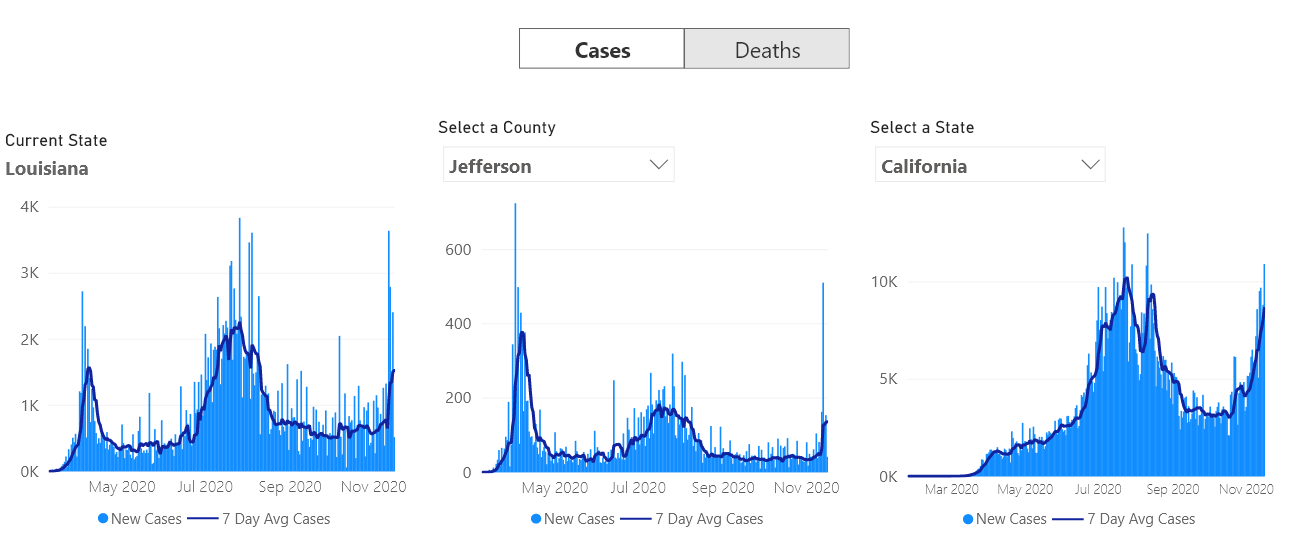 Cases Deaths
Current State
Louisiana
4K
3K
2K
1K
0K
May 2020 Jul 2020 Sep 2020 Nov 2020
New Cases 7 Day Avg Cases
Select a County
Jefferson
600
400
200
0
May 2020 Jul 2020 Sep 2020 Nov 2020
New Cases 7 Day Avg Cases
Select a State
California
10K
5K
0K
Mar 2020 May 2020 Jul 2020 Sep 2020 Nov 2020
New Cases 7 Day Avg Cases